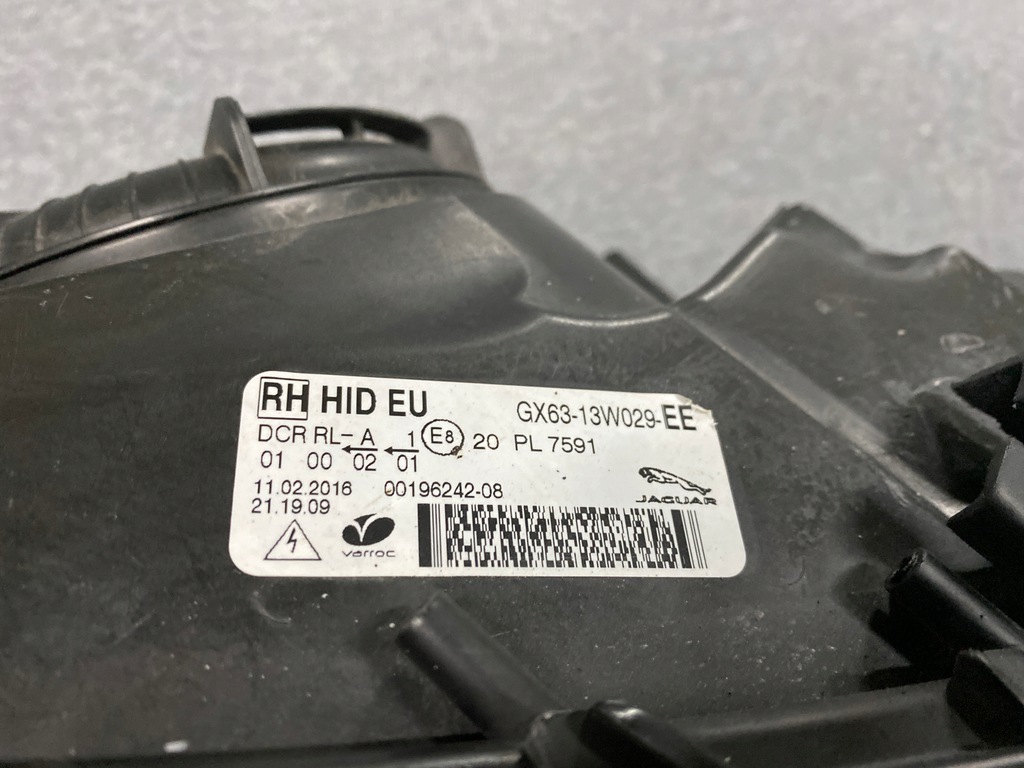 RH HID EU GX63-13W029-EE
DCR RL-A 1 E8 20 PL 7591
01 00 02 01
11.02.2016 00196242-08
21.19.09
varroc JAGUAR